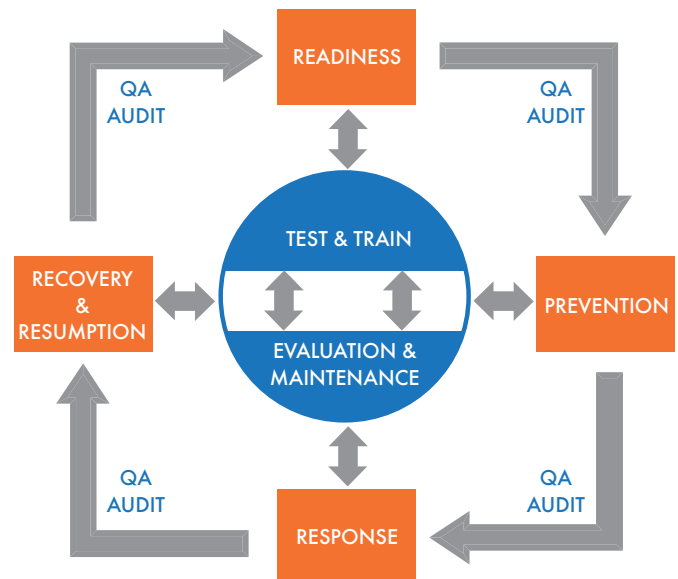 READINESS
QA
AUDIT
QA
AUDIT
TEST & TRAIN
RECOVERY
&
RESUMPTION
PREVENTION
EVALUATION &
MAINTENANCE
QA
AUDIT
QA
AUDIT
RESPONSE